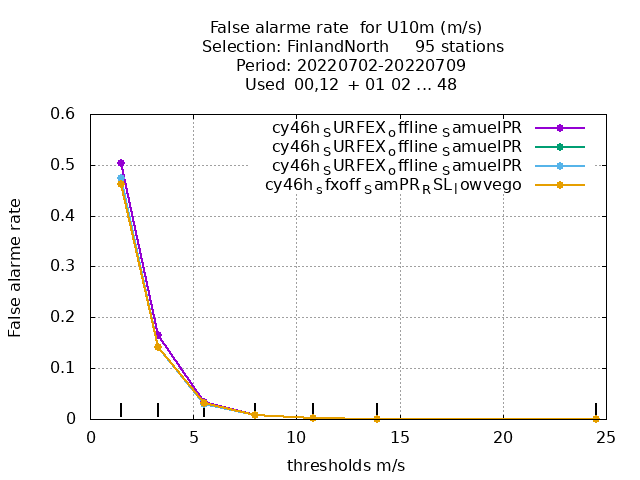 False alarme rate  for U10m (m/s)
Selection: FinlandNorth     95 stations
Period: 20220702-20220709
Used  00,12  + 01 02 ... 48
cy46h_SURFEX_offline_SamuelPR
cy46h_SURFEX_offline_SamuelPR
cy46h_SURFEX_offline_SamuelPR
cy46h_sfxoff_SamPR_RSL_lowvego
False alarme rate
0.6
0.5
0.4
0.3
0.2
0.1
0
0 5 10 15 20 25
thresholds m/s